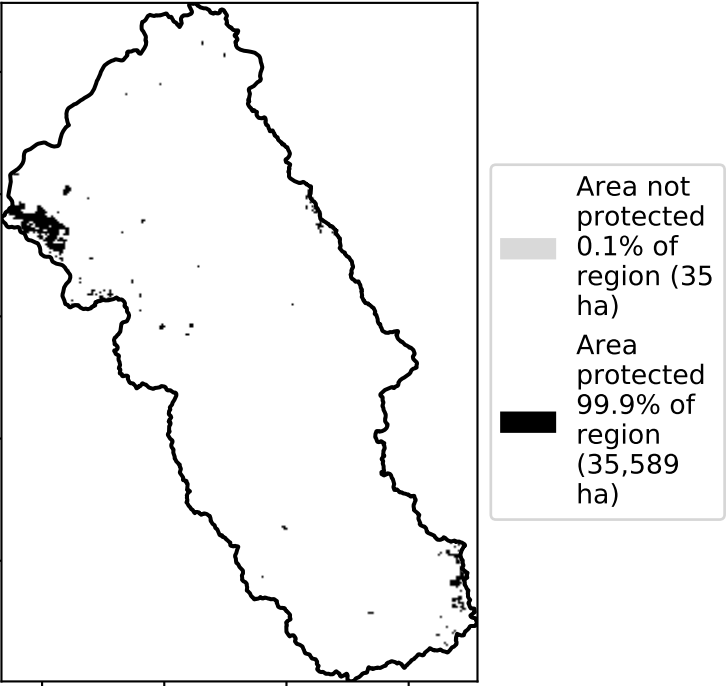 Area not
protected
0.1% of
region (35
ha)
Area
protected
99.9% of
region
(35,589
ha)